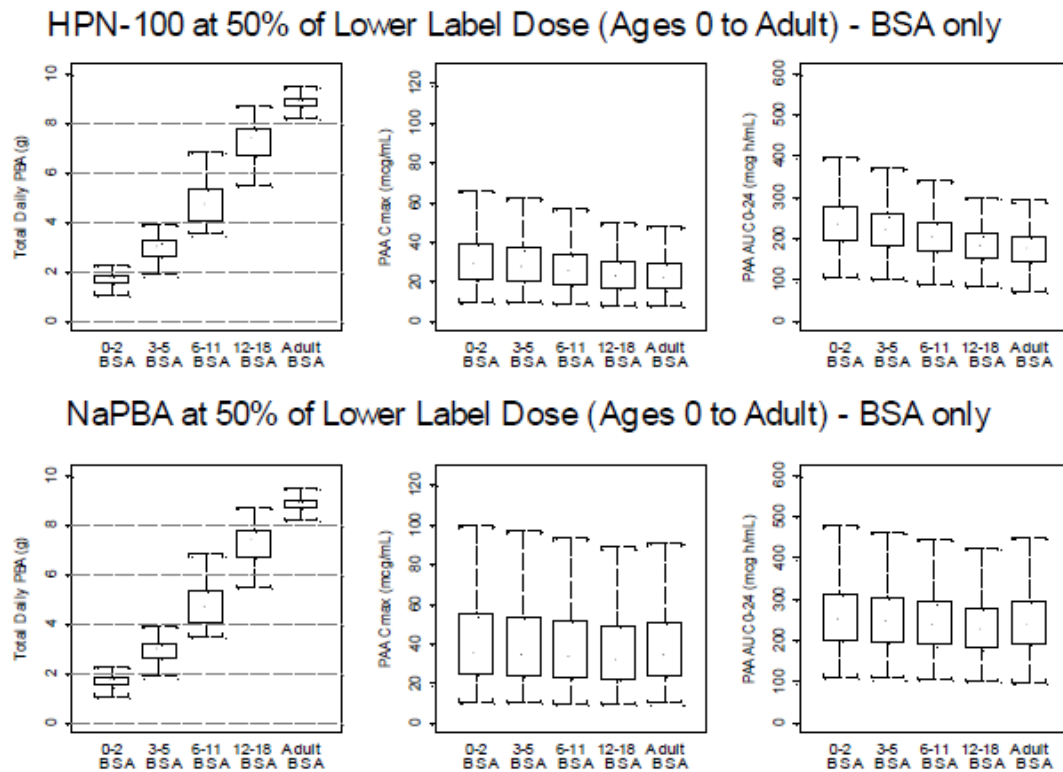 HPN-100 at 50% of Lower Label Dose (Ages 0 to Adult) - BSA only
Total Daily PBA (g)
0 2 4 6 8 10
0-2 3-5 6-11 12-18 Adult
BSA BSA BSA BSA BSA
PAA Cmax (mcg/mL)
0 20 40 60 80 100 120
0-2 3-5 6-11 12-18 Adult
BSA BSA BSA BSA BSA
PAA AUC0-24 (mcg h/mL)
0 100 200 300 400 500 600
0-2 3-5 6-11 12-18 Adult
BSA BSA BSA BSA BSA
NaPBA at 50% of Lower Label Dose (Ages 0 to Adult) - BSA only
Total Daily PBA (g)
0 2 4 6 8 10
0-2 3-5 6-11 12-18 Adult
BSA BSA BSA BSA BSA
PAA Cmax (mcg/mL)
0 20 40 60 80 100 120
0-2 3-5 6-11 12-18 Adult
BSA BSA BSA BSA BSA
PAA AUC0-24 (mcg h/mL)
0 100 200 300 400 500 600
0-2 3-5 6-11 12-18 Adult
BSA BSA BSA BSA BSA